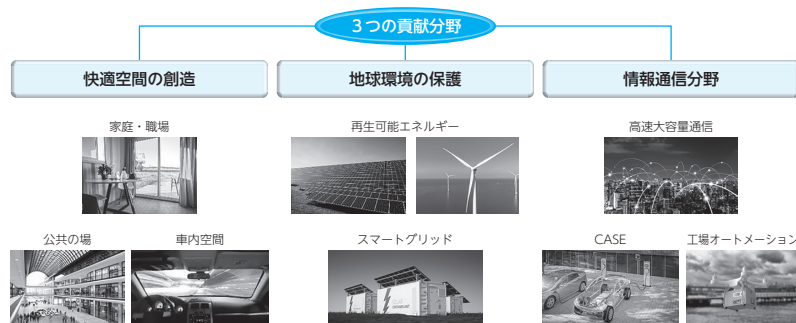 3つの貢献分野
快適空間の創造
地球環境の保護
情報通信分野
家庭・職場
再生可能エネルギー
高速大容量通信
公共の場
車内空間
スマートグリッド
CASE
工場オートメーション